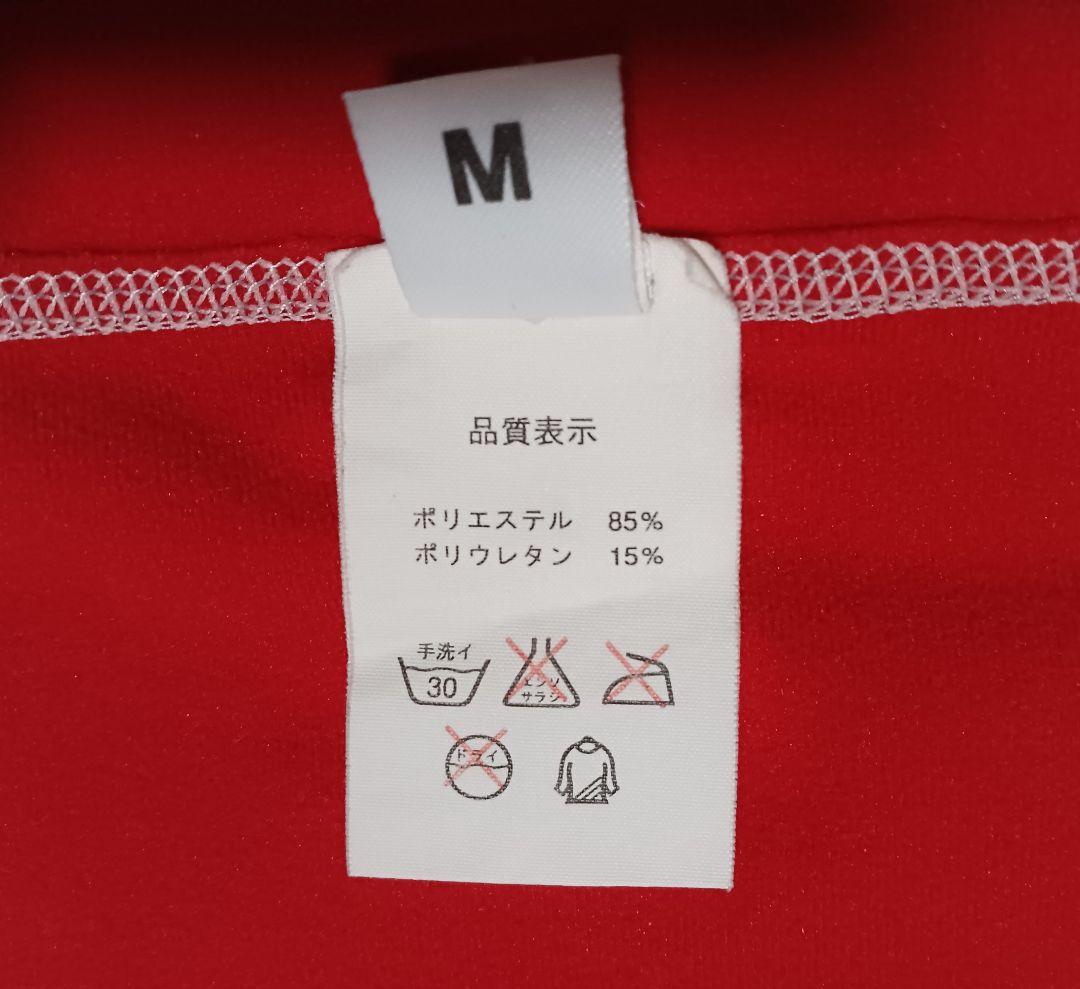 M
品質表示
ポリエステル 85%
ポリウレタン 15%
手洗イ
30
エンソ
サラシ
ドライ